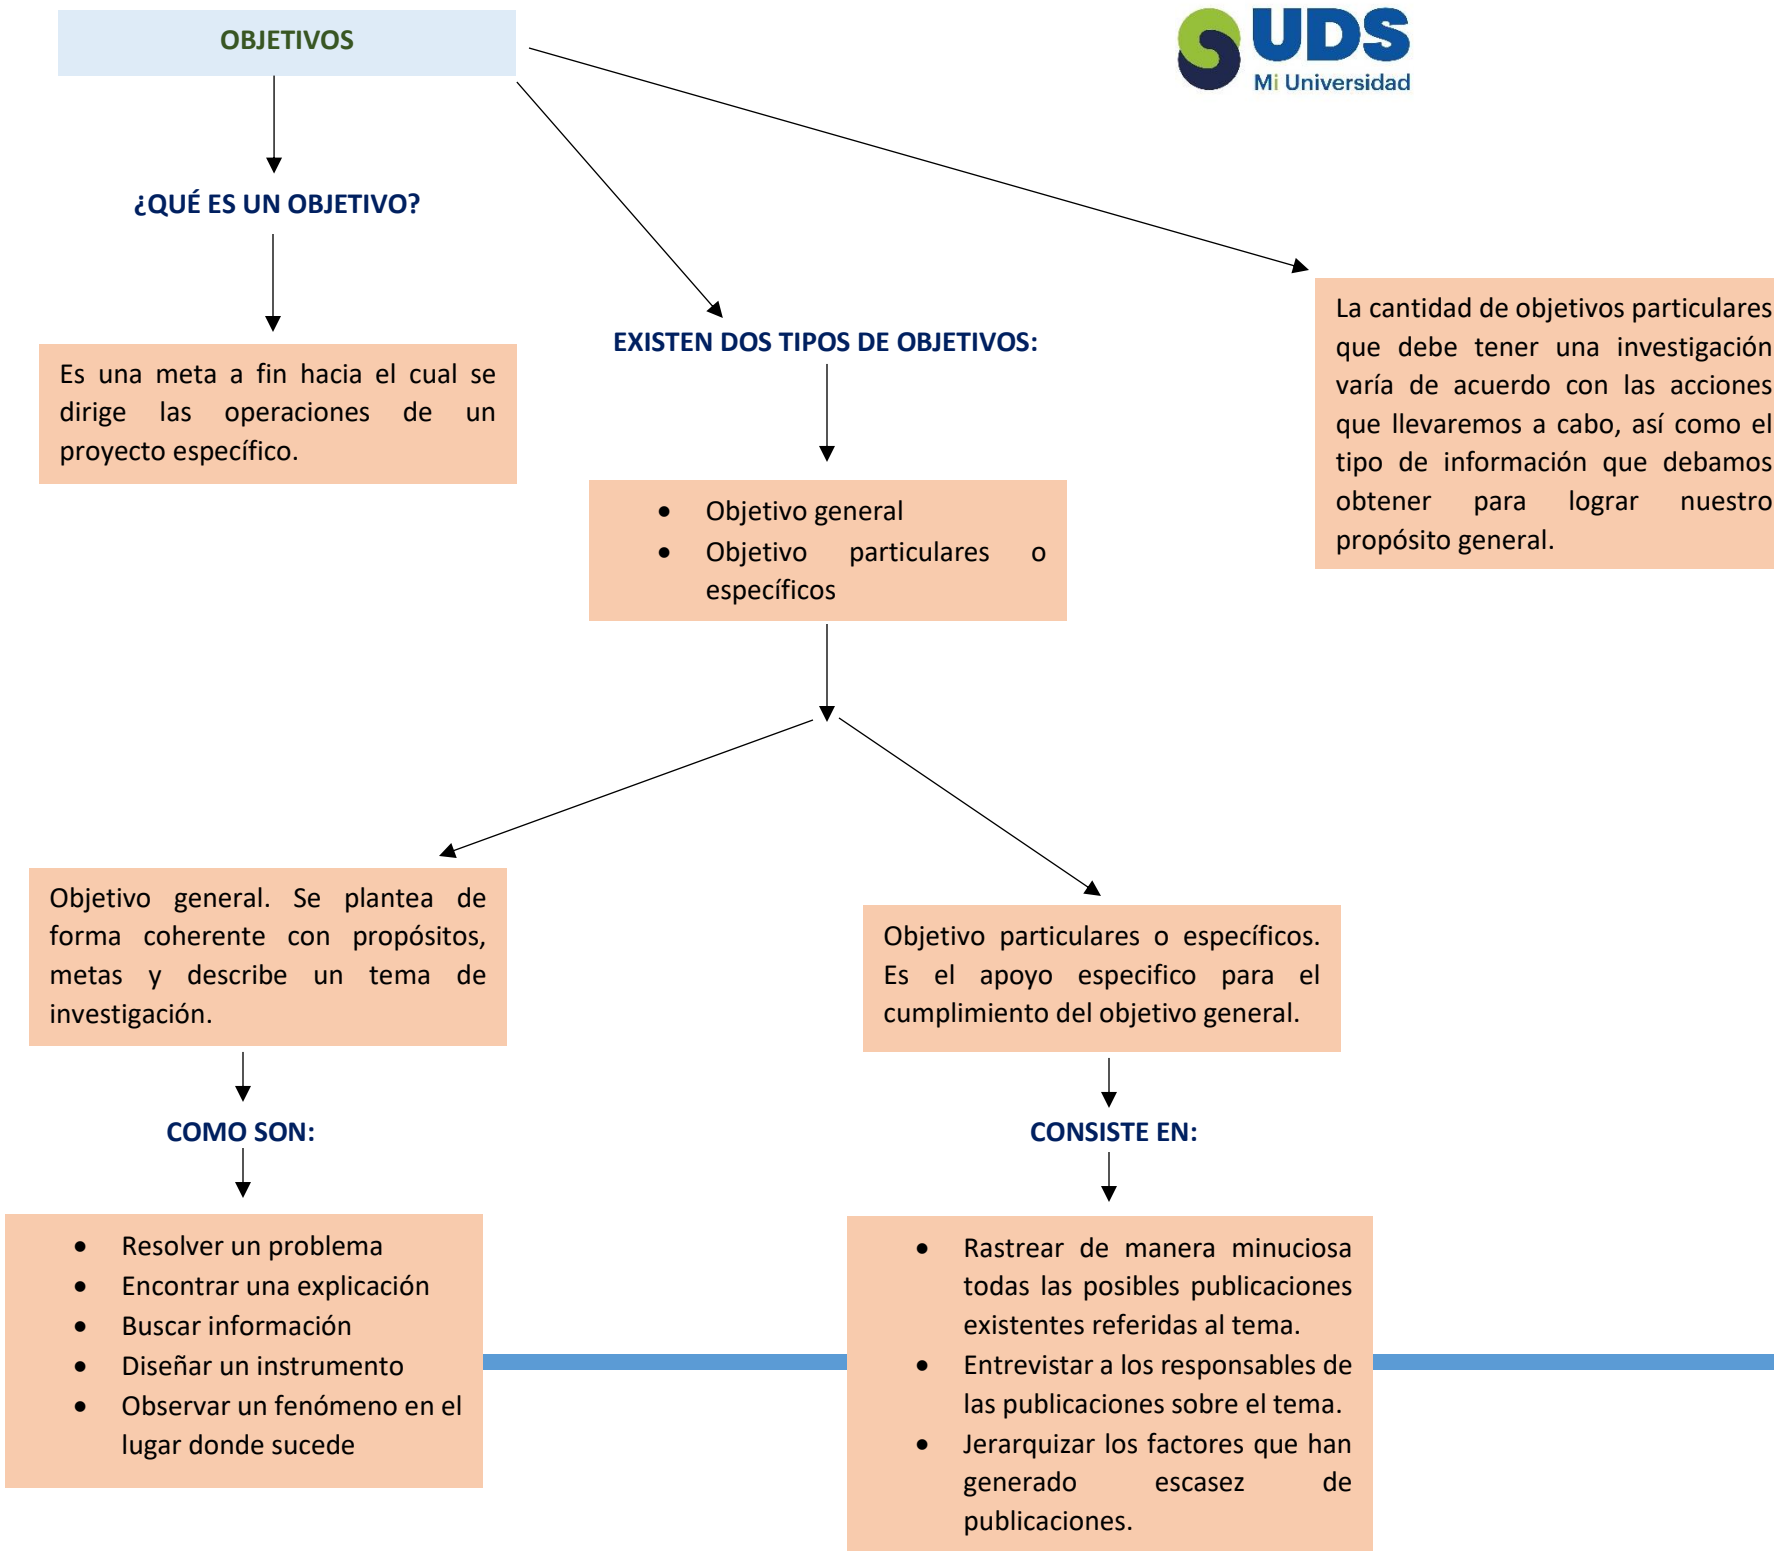 OBJETIVOS
UDS
Mi Universidad
¿QUÉ ES UN OBJETIVO?
Es una meta a fin hacia el cual se
dirige las operaciones de un
proyecto específico.
EXISTEN DOS TIPOS DE OBJETIVOS:
• Objetivo general
• Objetivo particulares o
específicos
La cantidad de objetivos particulares
que debe tener una investigación
varía de acuerdo con las acciones
que llevaremos a cabo, así como el
tipo de información que debamos
obtener para lograr nuestro
propósito general.
Objetivo general. Se plantea de
forma coherente con propósitos,
metas y describe un tema de
investigación.
COMO SON:
• Resolver un problema
• Encontrar una explicación
• Buscar información
• Diseñar un instrumento
• Observar un fenómeno en el
lugar donde sucede
Objetivo particulares o específicos.
Es el apoyo especifico para el
cumplimiento del objetivo general.
CONSISTE EN:
• Rastrear de manera minuciosa
todas las posibles publicaciones
existentes referidas al tema.
• Entrevistar a los responsables de
las publicaciones sobre el tema.
• Jerarquizar los factores que han
generado escasez de
publicaciones.